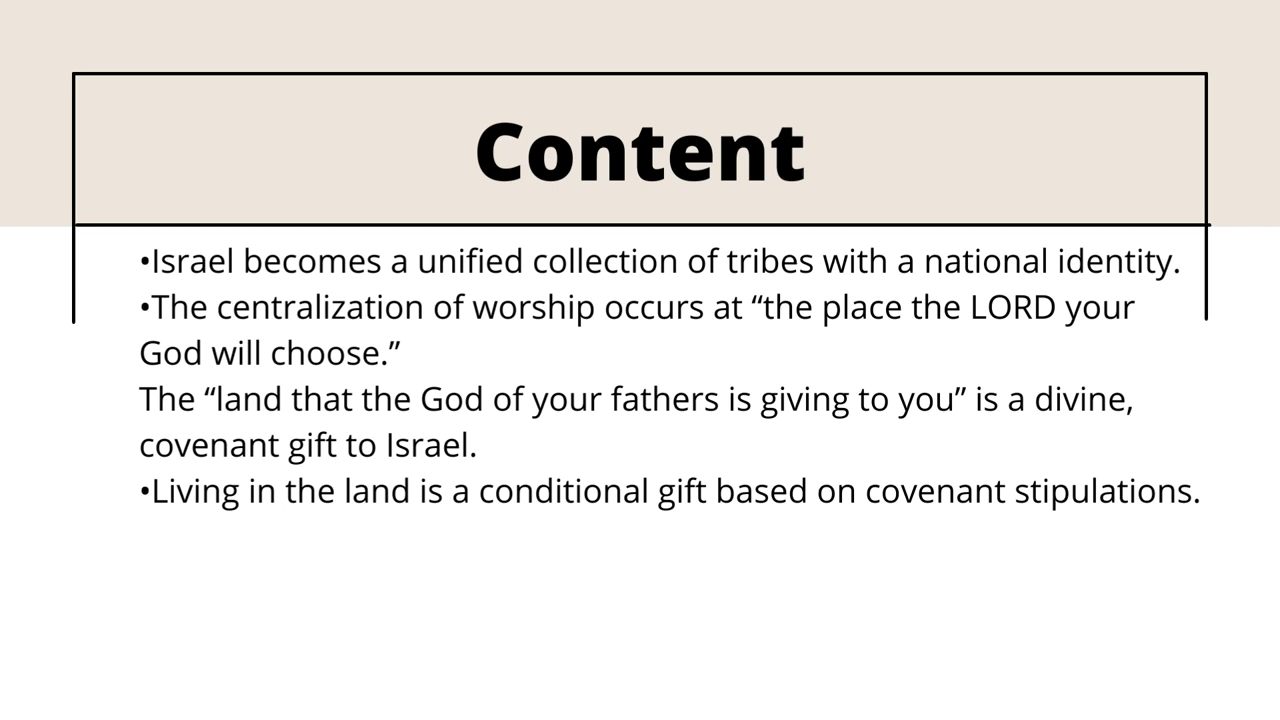 Content
•Israel becomes a unified collection of tribes with a national identity.
•The centralization of worship occurs at “the place the LORD your
God will choose.”
The “land that the God of your fathers is giving to you” is a divine,
covenant gift to Israel.
•Living in the land is a conditional gift based on covenant stipulations.